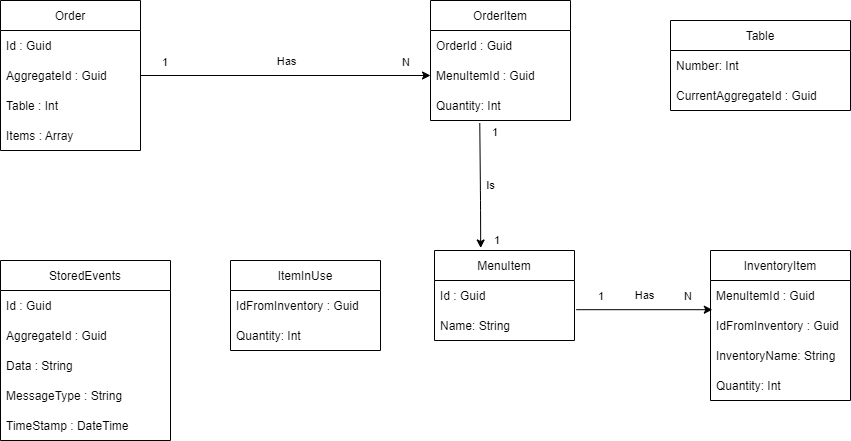 Order
Id : Guid
AggregateId : Guid
Table : Int
Items : Array
1
Has
N
OrderItem
OrderId : Guid
MenuItemId : Guid
Quantity: Int
Table
Number: Int
CurrentAggregateId : Guid
1
Is
1
StoredEvents
Id : Guid
AggregateId : Guid
Data : String
MessageType : String
TimeStamp : DateTime
ItemInUse
IdFromInventory : Guid
Quantity: Int
MenuItem
Id : Guid
Name: String
1
Has
N
InventoryItem
MenuItemId : Guid
IdFromInventory : Guid
InventoryName: String
Quantity: Int